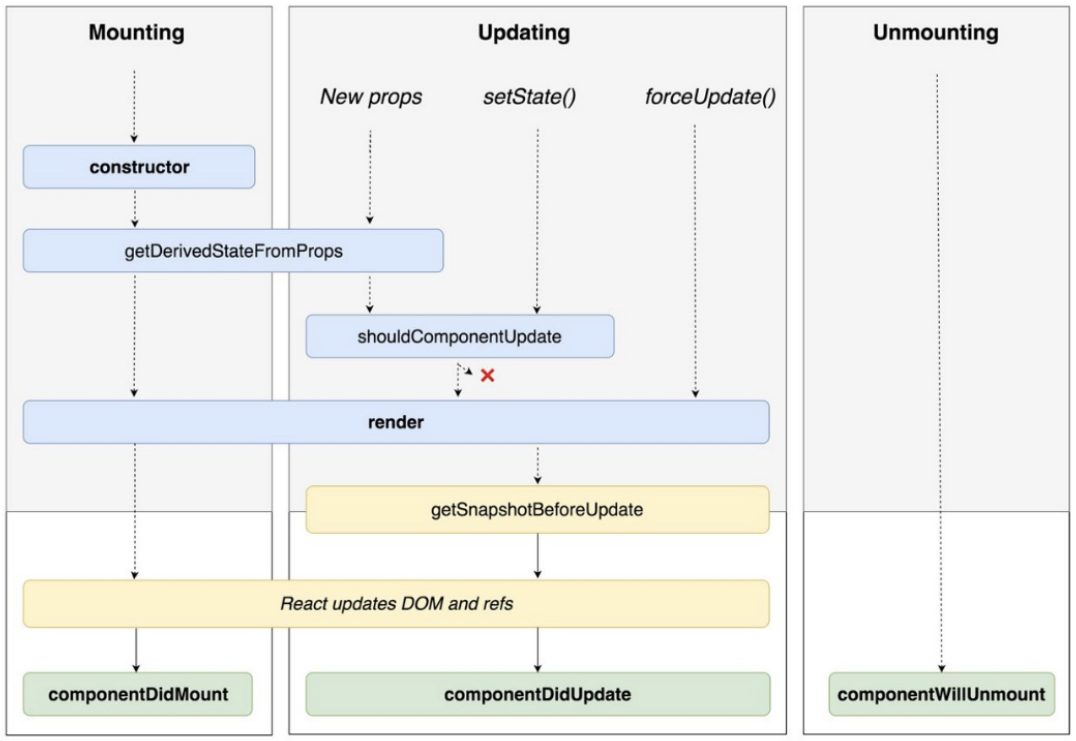 Mounting
Updating
Unmounting
New props
setState()
forceUpdate()
constructor
getDerivedStateFromProps
shouldComponentUpdate
render
getSnapshotBeforeUpdate
React updates DOM and refs
componentDidMount
componentDidUpdate
componentWillUnmount